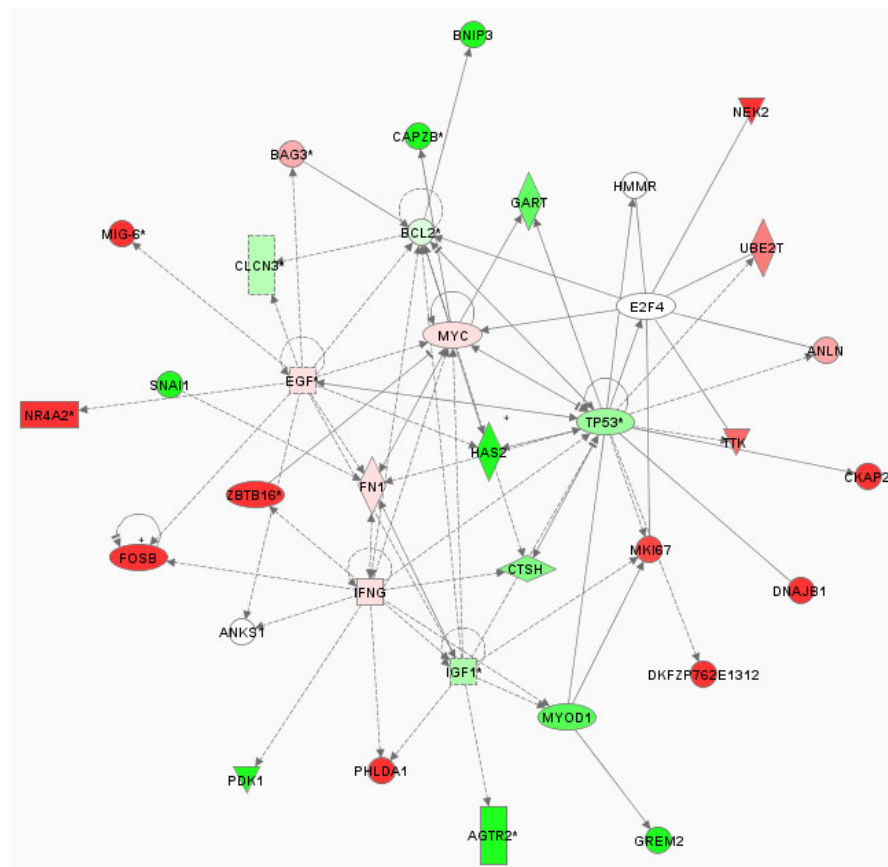 BNIP3
NEK2
CAPZB*
BAG3*
HMMR
GART
MIG-6*
BCL2*
UBE2T
CLCN3*
E2F4
MYC
ANLN
EGF*
SNAI1
NR4A2*
+
TP53*
TTK
HAS2
CKAP2
FN1
ZBTB16*
+
FOSB
MKI67
CTSH
IFNG
DNAJB1
ANKS1
IGF1*
DKFZP762E1312
MYOD1
PHLDA1
PDK1
AGTR2*
GREM2